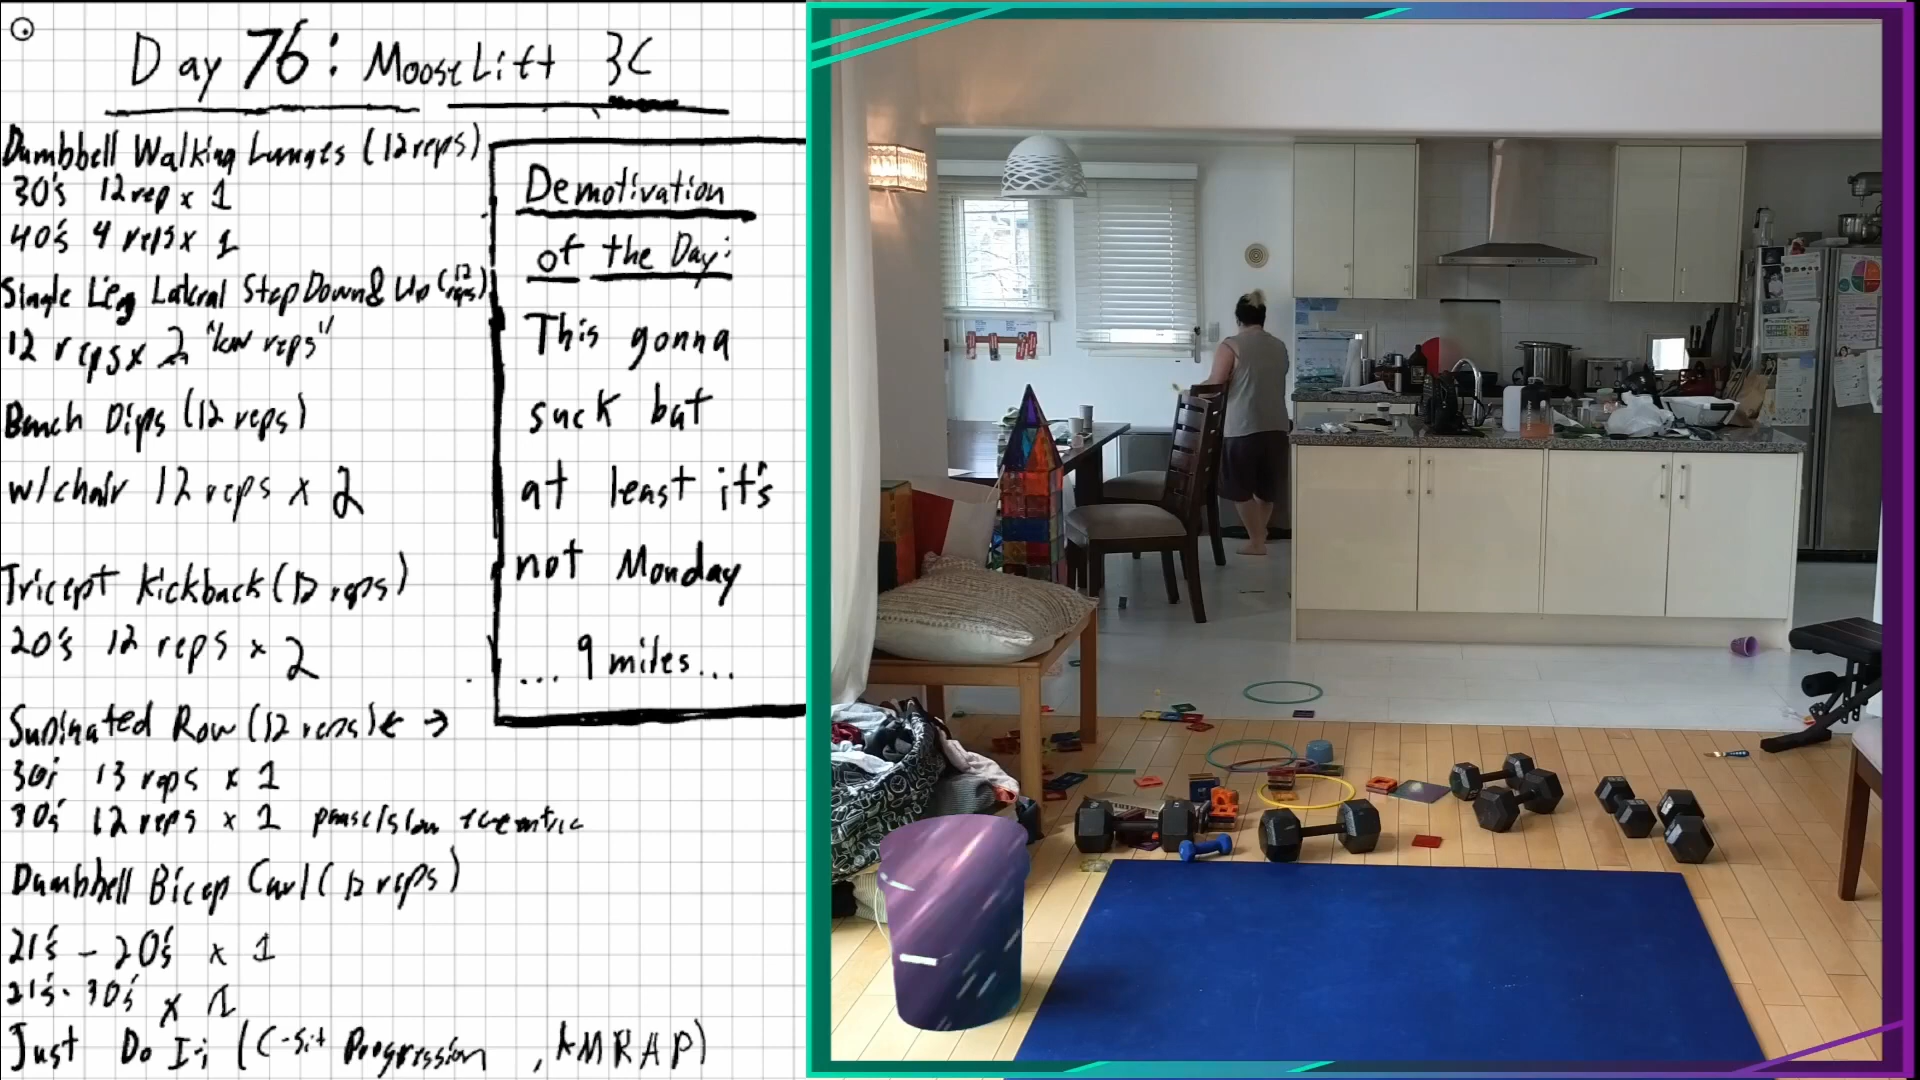 Day 76: MooseLift 3C
Dumbbell Walking Lunges (12 reps)
30's 12 rep x 1
40's 4 reps x 1
Single Leg Lateral Step Down & Up (12 reps)
12 reps x 2 "low reps"
Bench Dips (12 reps)
w/chair 12 reps x 2
Tricept Kickback (12 reps)
20's 12 reps x 2
Supinated Row (12 reps) ← →
30's 13 reps x 1
30's 12 reps x 1 pause/slow
Dumbbell Bicep Curl (12 reps)
21's - 20's x 1
21's - 30's x 1
Just Do It; (C-Sit Progression, AMRAP)
Demotivation
of the Day:
This gonna
suck but
at least it's
not Monday
... 9 miles...